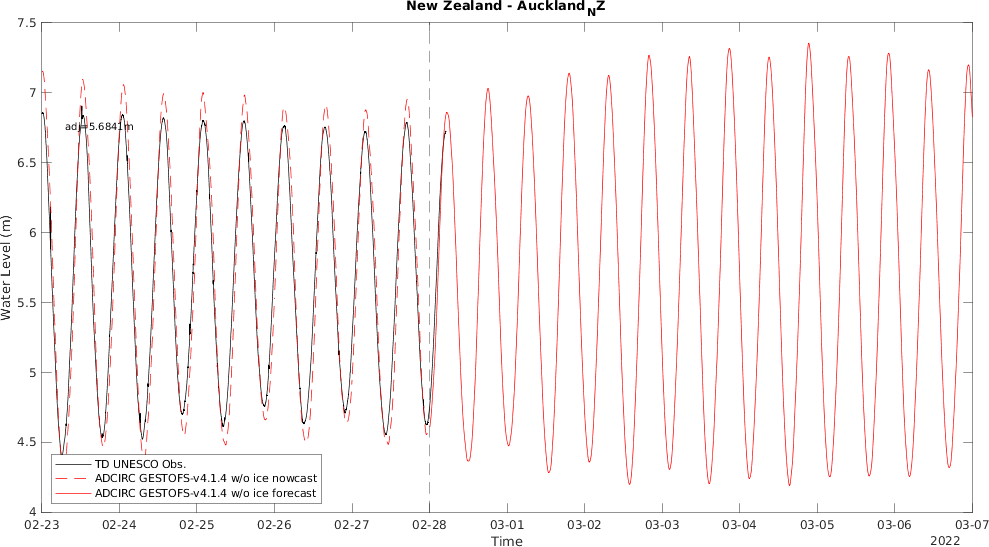 New Zealand - Auckland_NZ
7.5
7
6.5
6
5.5
5
4.5
4
Water Level (m)
adj=5.6841m
TD UNESCO Obs.
ADCIRC GESTOFS-v4.1.4 w/o ice nowcast
ADCIRC GESTOFS-v4.1.4 w/o ice forecast
02-23 02-24 02-25 02-26 02-27 02-28 03-01 03-02 03-03 03-04 03-05 03-06 03-07
Time
2022